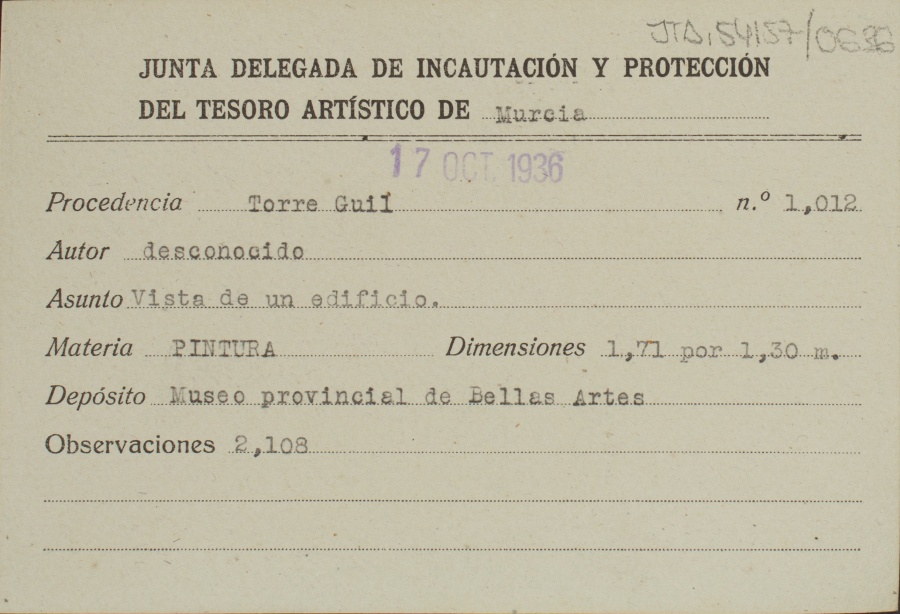 JTD,54157/0636
JUNTA DELEGADA DE INCAUTACIÓN Y PROTECCIÓN
DEL TESORO ARTÍSTICO DE Murcia
17 OCT. 1936
Procedencia Torre Guil n.º 1,012
Autor desconocido
Asunto Vista de un edificio.
Materia PINTURA Dimensiones 1,71 por 1,30 m.
Depósito Museo provincial de Bellas Artes
Observaciones 2,108